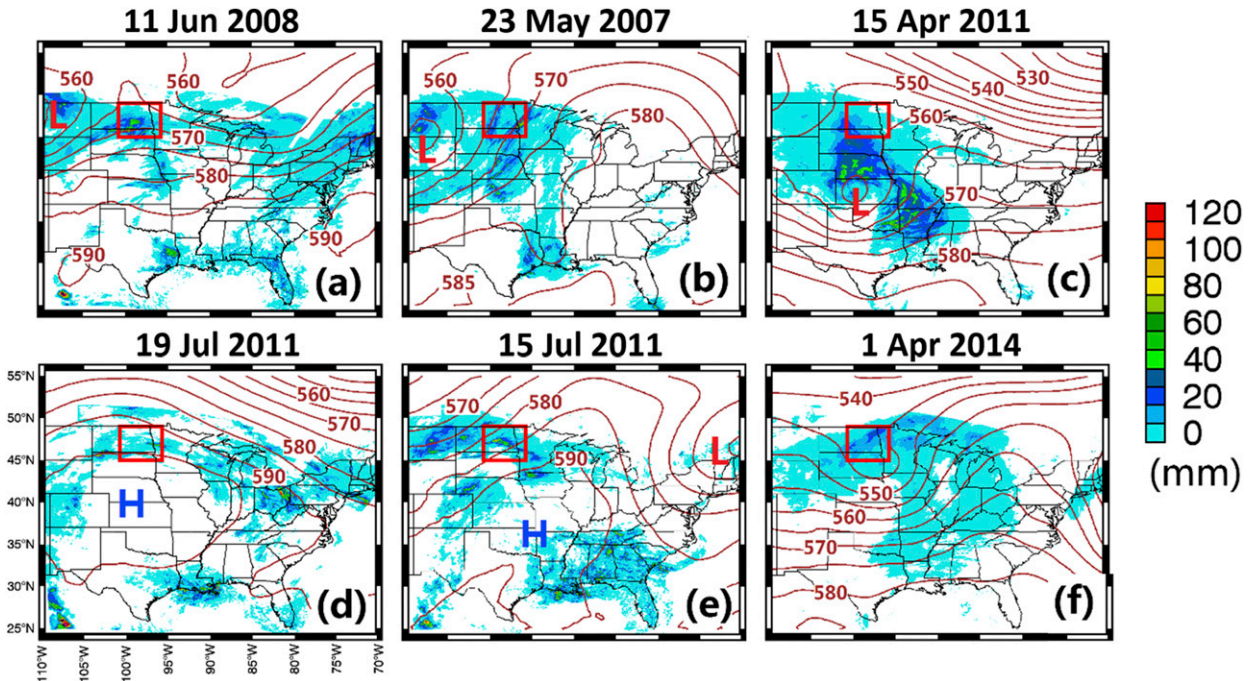 11 Jun 2008 23 May 2007 15 Apr 2011
560 560 L 570 580 590 590 (a)
560 570 580 L 585 (b)
550 540 530 560 570 L 580 (c)
120
100
80
60
40
20
0
(mm)
19 Jul 2011 15 Jul 2011 1 Apr 2014
55°N
50°N
45°N
40°N
35°N
30°N
25°N
560 570 580 590 H (d)
570 580 590 L H (e)
540 550 560 570 580 (f)
110°W 105°W 100°W 95°W 90°W 85°W 80°W 75°W 70°W